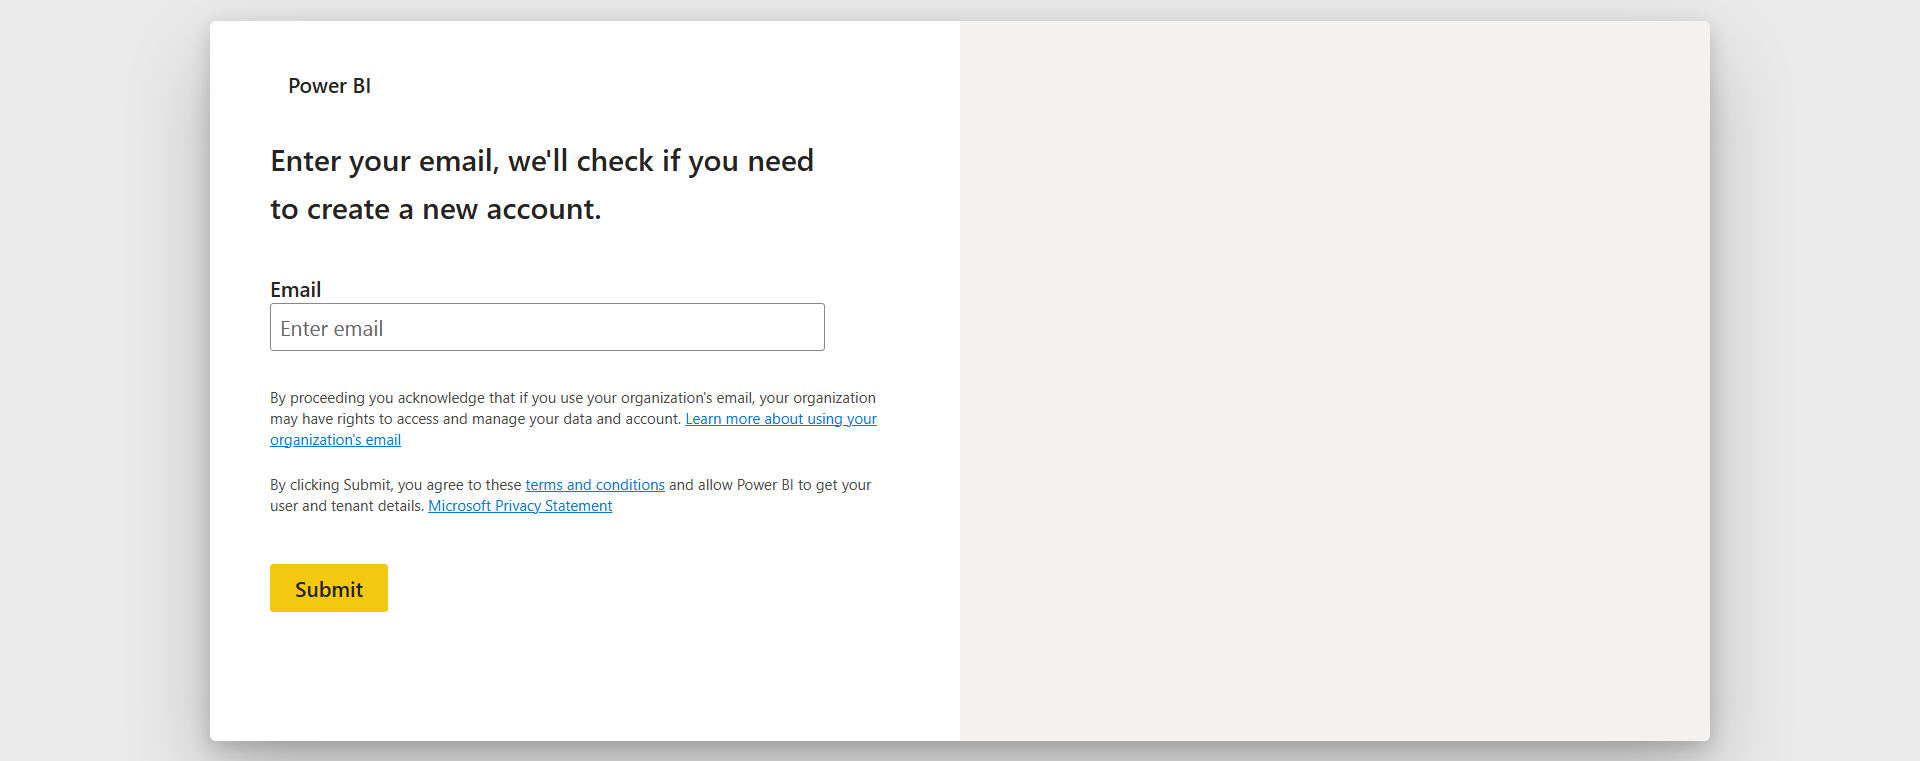 Power BI
Enter your email, we'll check if you need
to create a new account.
Email
Enter email
By proceeding you acknowledge that if you use your organization's email, your organization
may have rights to access and manage your data and account. Learn more about using your
organization's email
By clicking Submit, you agree to these terms and conditions and allow Power BI to get your
user and tenant details. Microsoft Privacy Statement
Submit